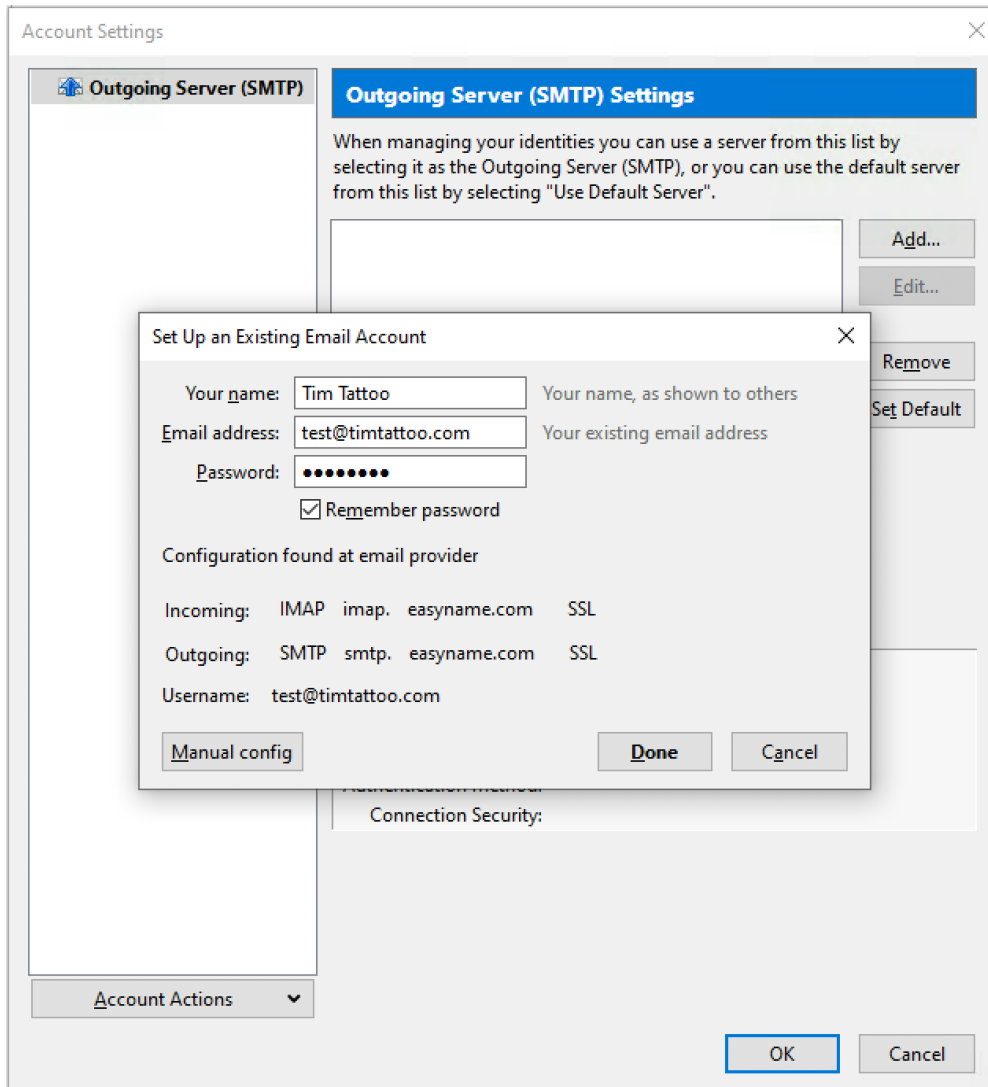 Account Settings
Outgoing Server (SMTP)
Outgoing Server (SMTP) Settings
When managing your identities you can use a server from this list by
selecting it as the Outgoing Server (SMTP), or you can use the default server
from this list by selecting "Use Default Server".
Add...
Edit...
Remove
Set Default
Set Up an Existing Email Account
Your name: Tim Tattoo Your name, as shown to others
Email address: test@timtattoo.com Your existing email address
Password: ••••••••
Remember password
Configuration found at email provider
Incoming: IMAP imap. easyname.com SSL
Outgoing: SMTP smtp. easyname.com SSL
Username: test@timtattoo.com
Manual config Done Cancel
Authentication Method:
Connection Security:
Account Actions
OK Cancel